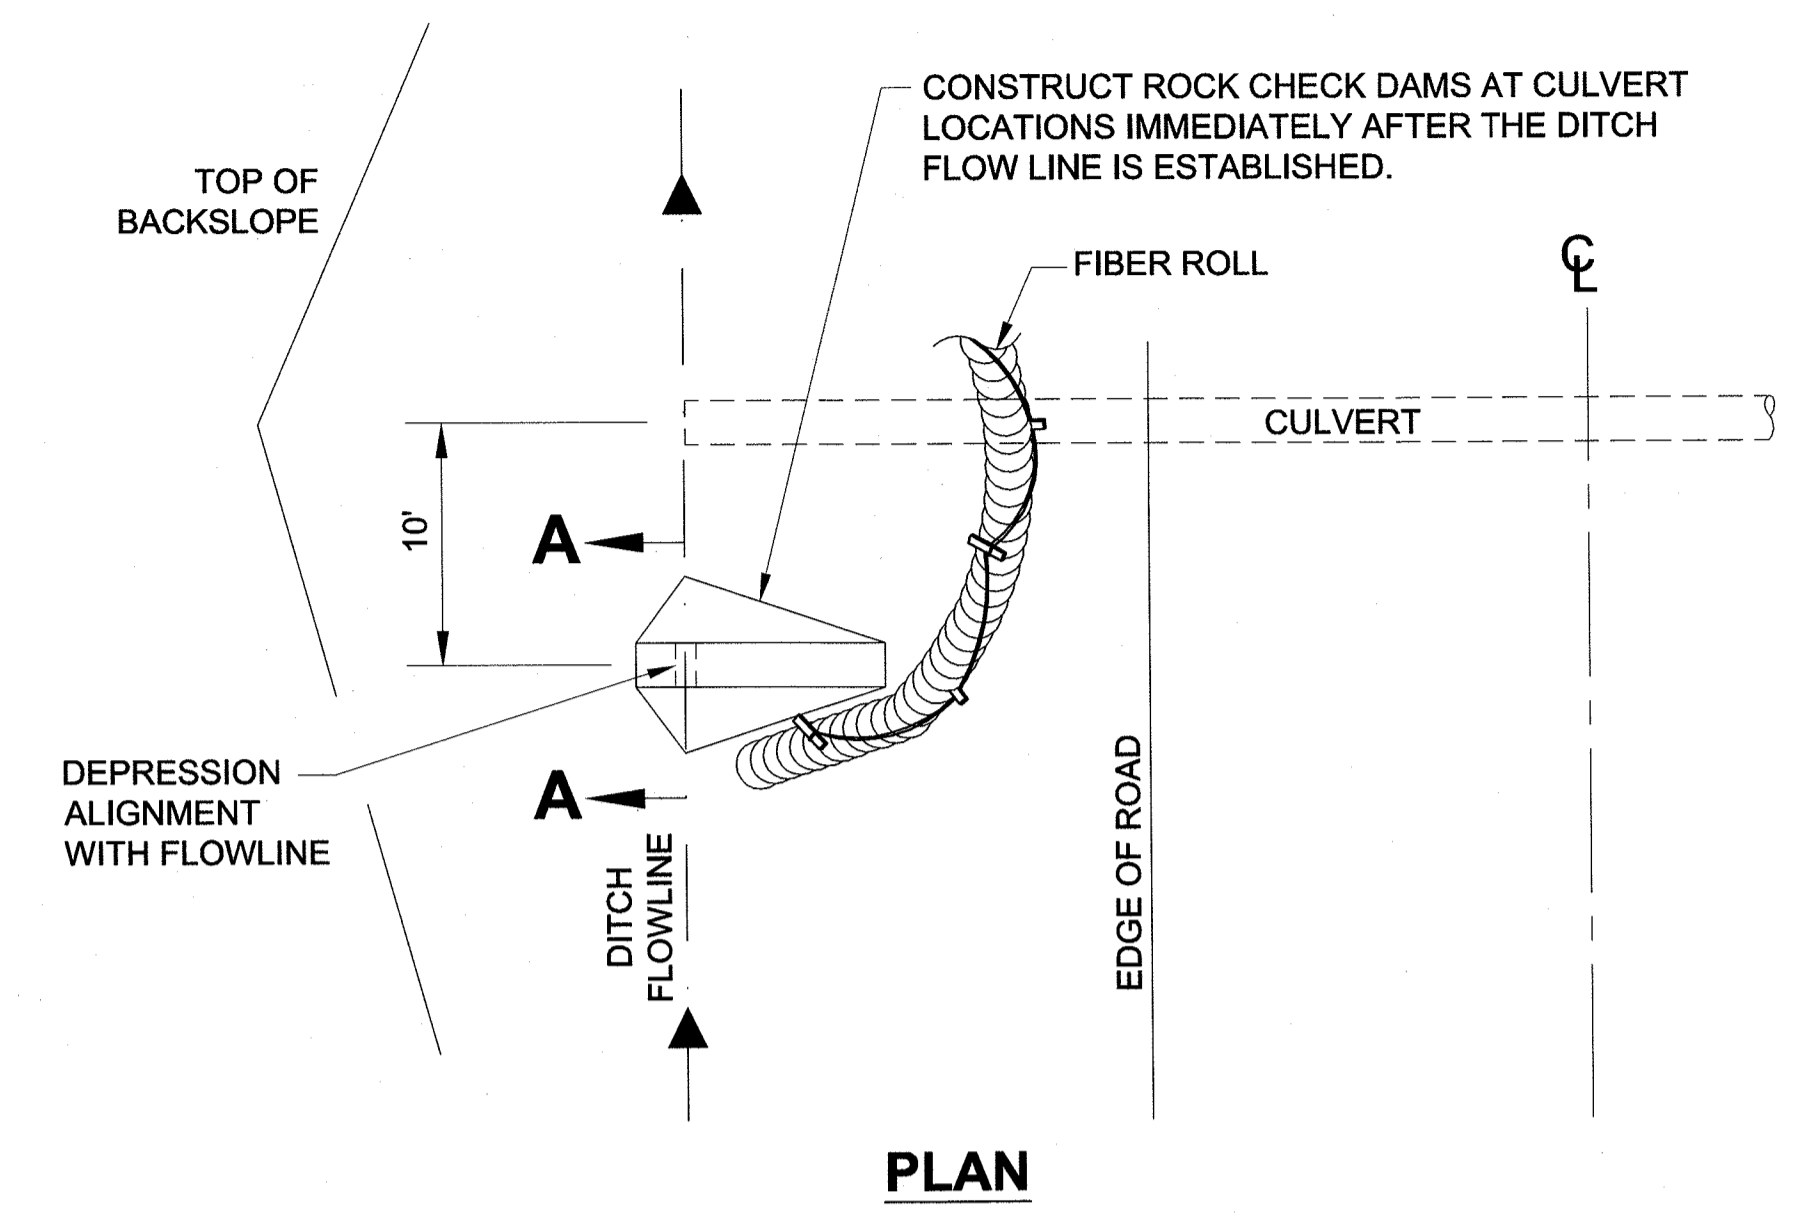 CONSTRUCT ROCK CHECK DAMS AT CULVERT
LOCATIONS IMMEDIATELY AFTER THE DITCH
FLOW LINE IS ESTABLISHED.
TOP OF
BACKSLOPE
FIBER ROLL
CL
CULVERT
10'
A
DEPRESSION
ALIGNMENT
WITH FLOWLINE
A
DITCH
FLOWLINE
EDGE OF ROAD
PLAN